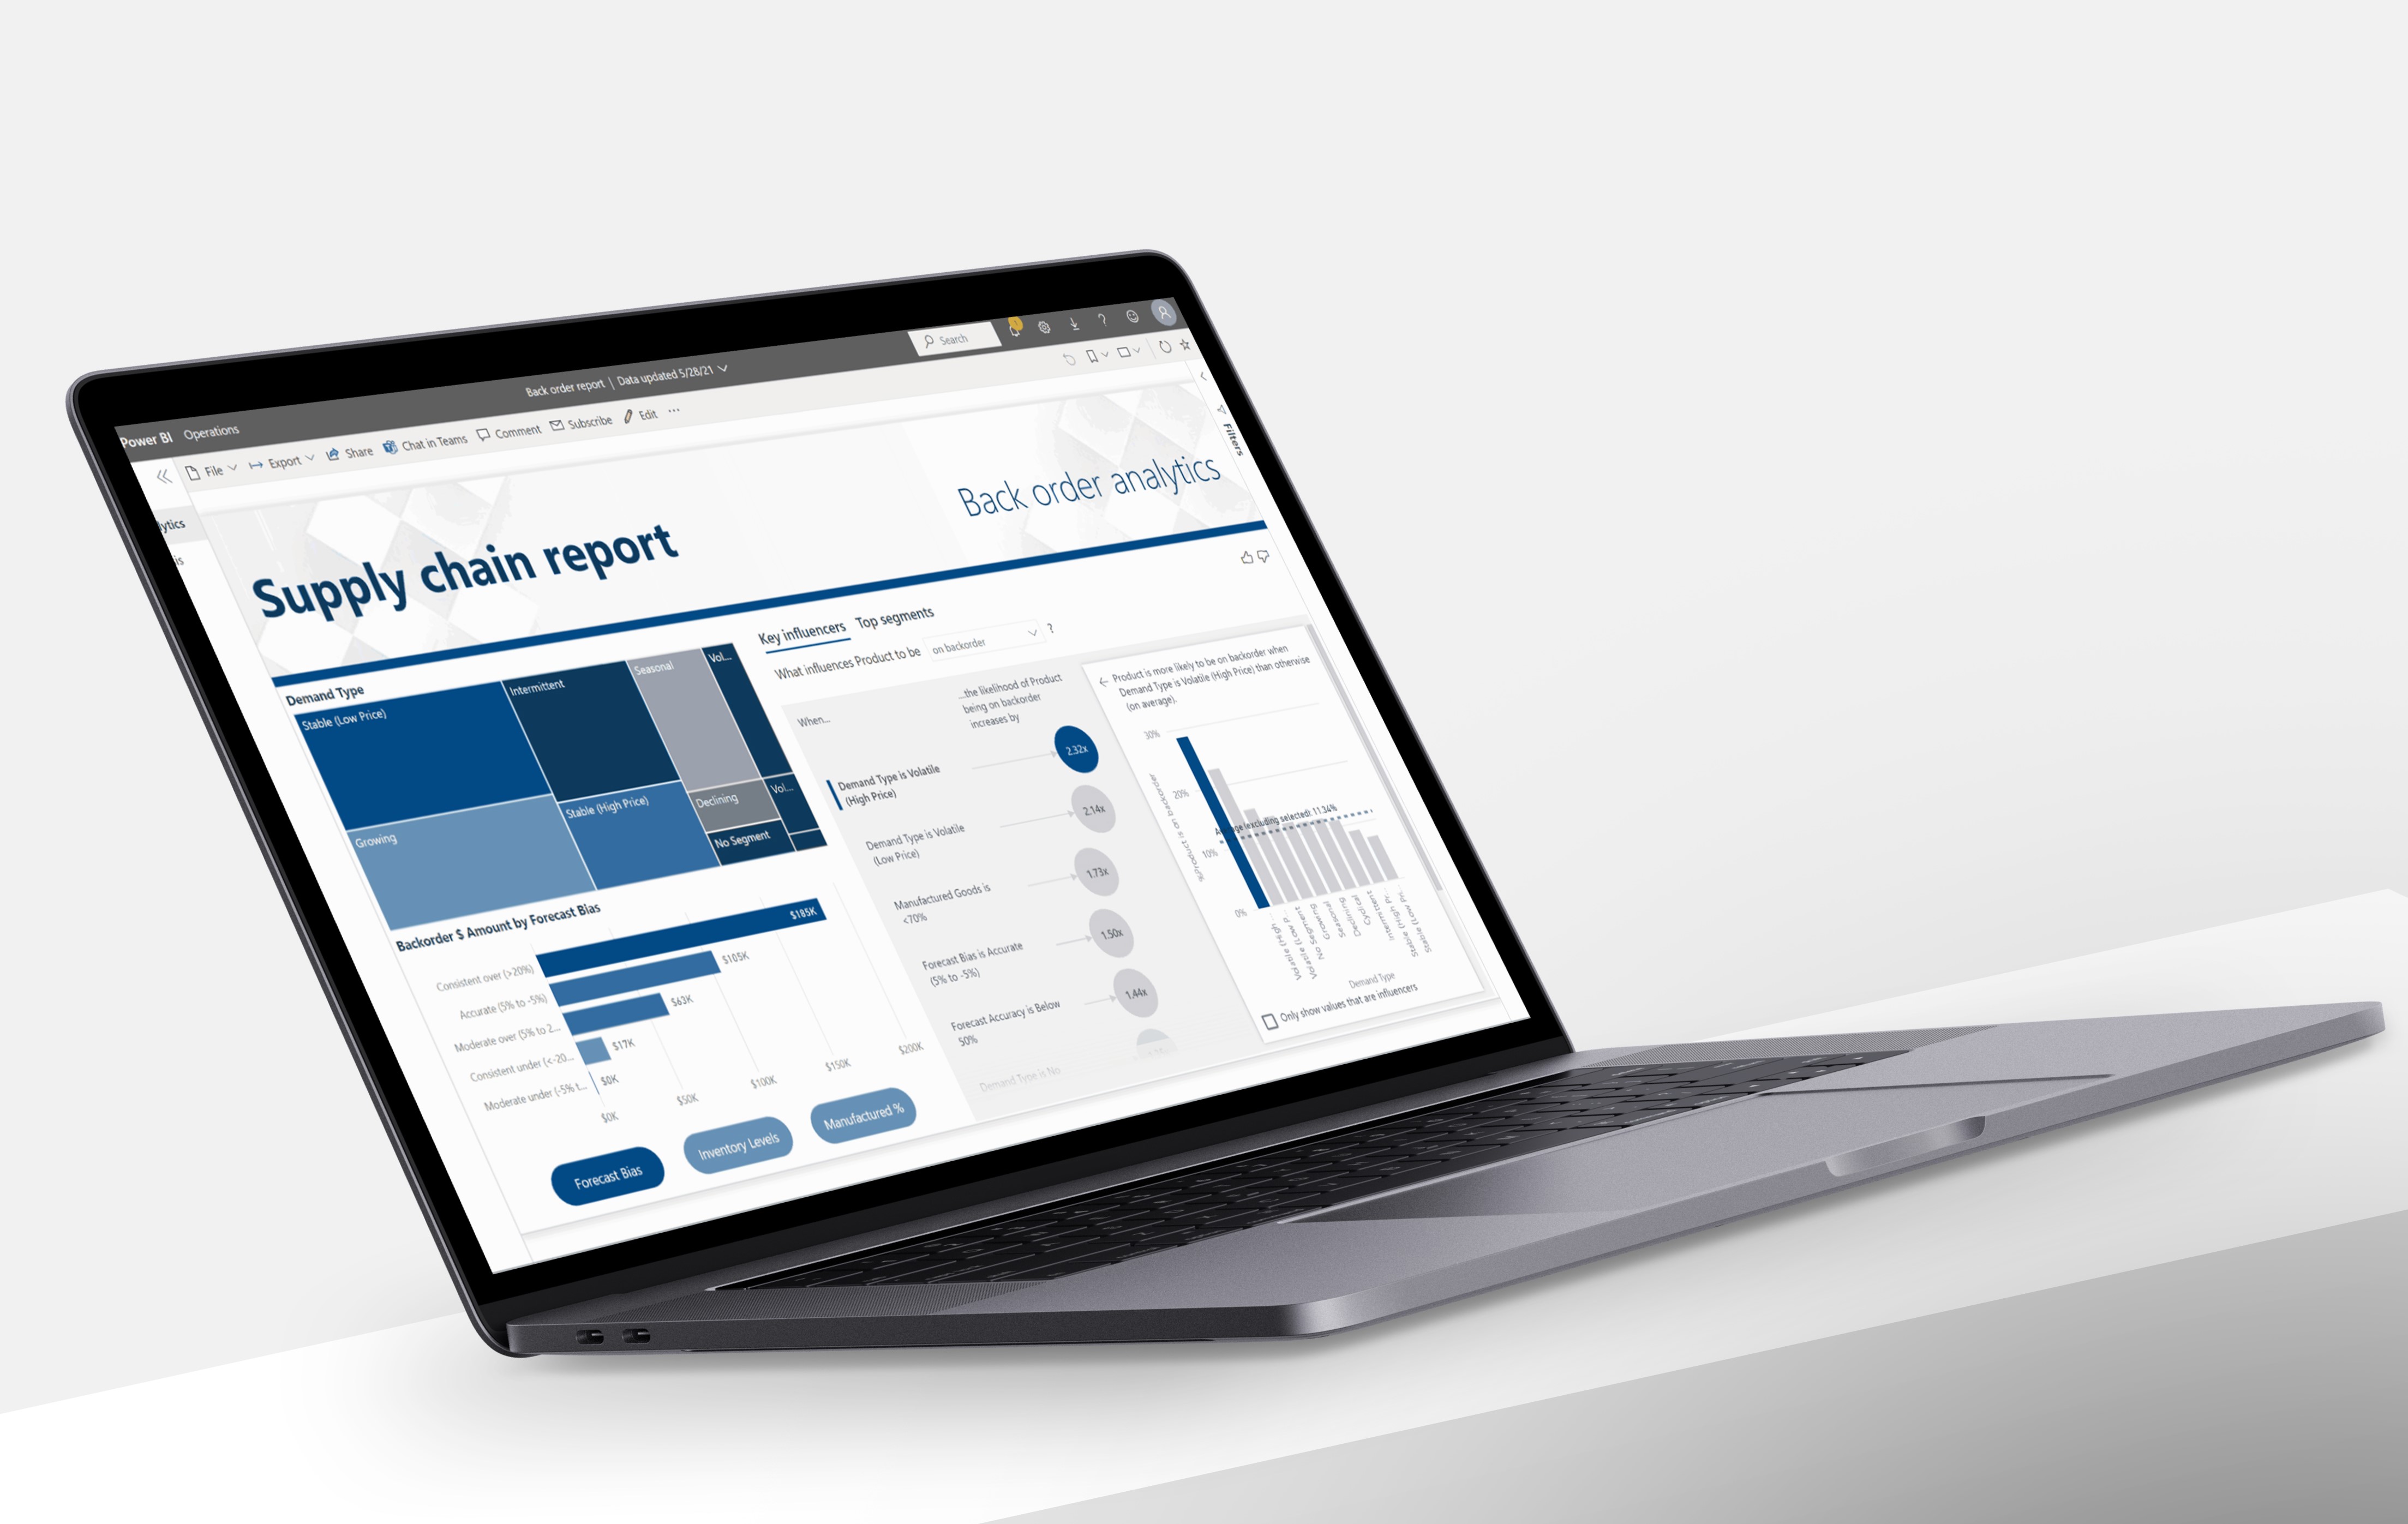 Power BI Operations
Back order report | Data updated 5/28/21
Search
File Export Share Chat in Teams Comment Subscribe Edit ...
Filters
lytics
is
Supply chain report
Back order analytics
Demand Type
Stable (Low Price)
Intermittent
Seasonal
Vol...
Growing
Stable (High Price)
Declining
Vol...
No Segment
Backorder $ Amount by Forecast Bias
Consistent over (>20%)
$185K
Accurate (5% to -5%)
$105K
Moderate over (5% to 2...
$63K
Consistent under (<-20...
$17K
Moderate under (-5% t...
$0K
$0K
$50K
$100K
$150K
$200K
Forecast Bias
Inventory Levels
Manufactured %
Key influencers Top segments
What influences Product to be on backorder ?
When...
...the likelihood of Product
being on backorder
increases by
Demand Type is Volatile
(High Price)
2.32x
Demand Type is Volatile
(Low Price)
2.14x
Manufactured Goods is
<70%
1.73x
Forecast Bias is Accurate
(5% to -5%)
1.50x
Forecast Accuracy is Below
50%
1.44x
Demand Type is No
Product is more likely to be on backorder when
Demand Type is Volatile (High Price) than otherwise
(on average).
%Product is on backorder
30%
20%
10%
0%
Average (excluding selected): 11.34%
Volatile (High ...
Volatile (Low P...
No Segment
Growing
Seasonal
Declining
Cyclical
Intermittent
Stable (High Pr...
Stable (Low Pri...
Demand Type
Only show values that are influencers